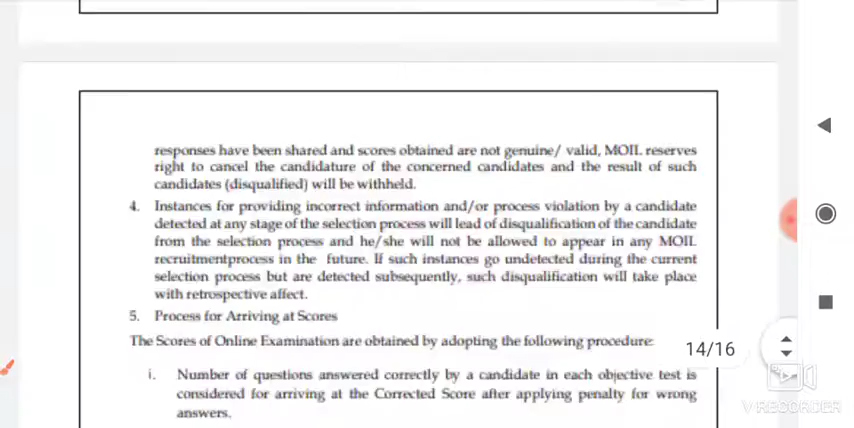 responses have been shared and scores obtained are not genuine/ valid, MOIL reserves
right to cancel the candidature of the concerned candidates and the result of such
candidates (disqualified) will be withheld.
4. Instances for providing incorrect information and/or process violation by a candidate
detected at any stage of the selection process will lead of disqualification of the candidate
from the selection process and he/she will not be allowed to appear in any MOIL
recruitmentprocess in the future. If such instances go undetected during the current
selection process but are detected subsequently, such disqualification will take place
with retrospective affect.
5. Process for Arriving at Scores
The Scores of Online Examination are obtained by adopting the following procedure:
14/16
i. Number of questions answered correctly by a candidate in each objective test is
considered for arriving at the Corrected Score after applying penalty for wrong
answers.
V RECORDER